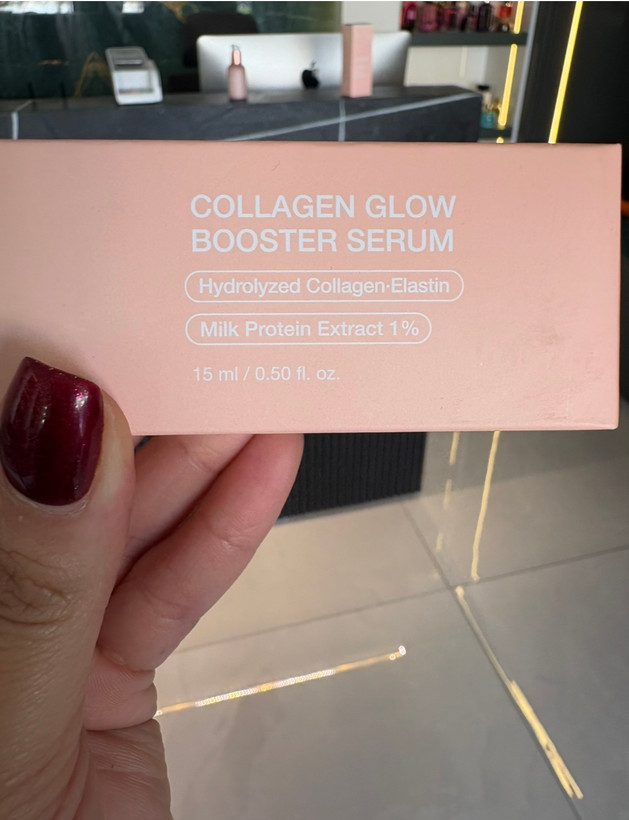 COLLAGEN GLOW
BOOSTER SERUM
Hydrolyzed Collagen·Elastin
Milk Protein Extract 1%
15 ml / 0.50 fl. oz.